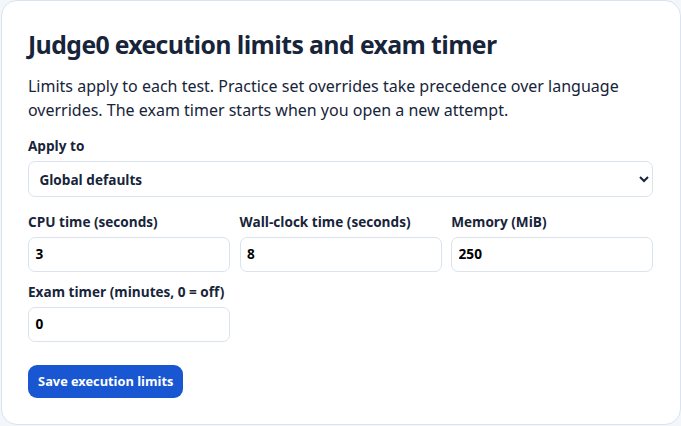 Judge0 execution limits and exam timer
Limits apply to each test. Practice set overrides take precedence over language
overrides. The exam timer starts when you open a new attempt.
Apply to
Global defaults
CPU time (seconds)
Wall-clock time (seconds)
Memory (MiB)
3
8
250
Exam timer (minutes, 0 = off)
0
Save execution limits